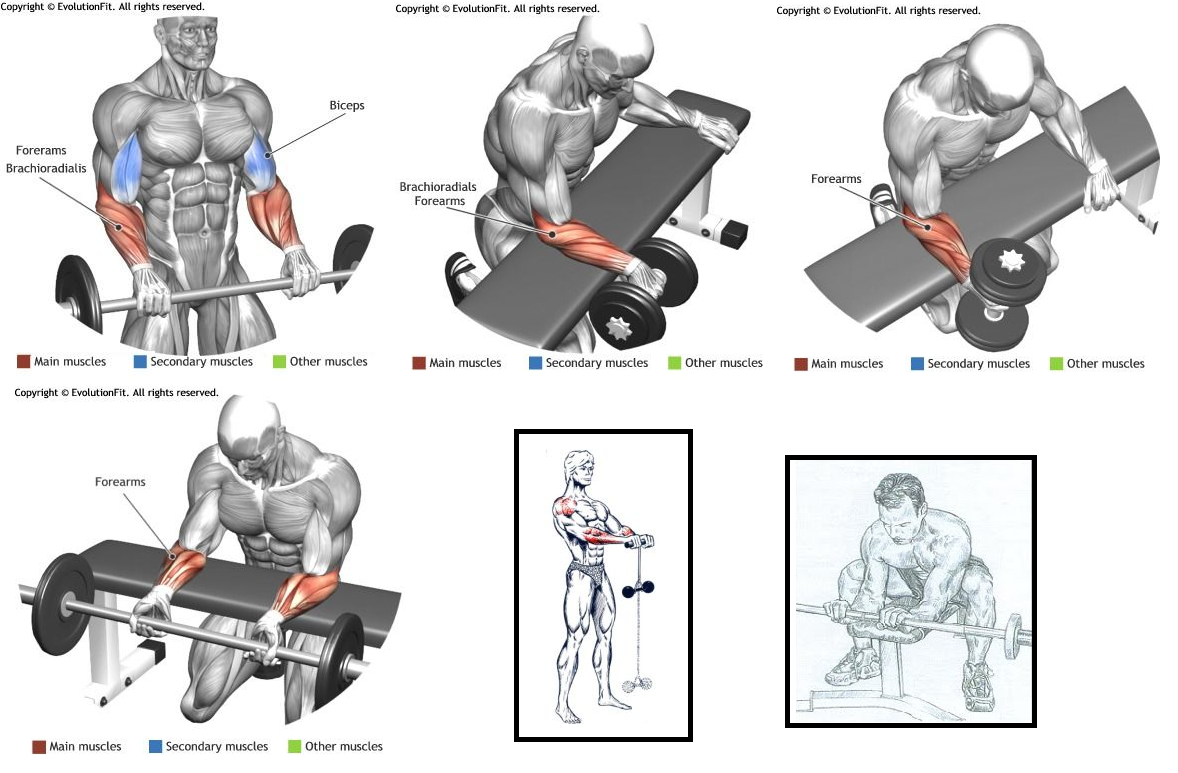 Copyright © EvolutionFit. All rights reserved.
Biceps
Forerams
Brachioradialis
Main muscles
Secondary muscles
Other muscles
Copyright © EvolutionFit. All rights reserved.
Brachioradials
Forearms
Main muscles
Secondary muscles
Other muscles
Copyright © EvolutionFit. All rights reserved.
Forearms
Main muscles
Secondary muscles
Other muscles
Copyright © EvolutionFit. All rights reserved.
Forearms
Main muscles
Secondary muscles
Other muscles